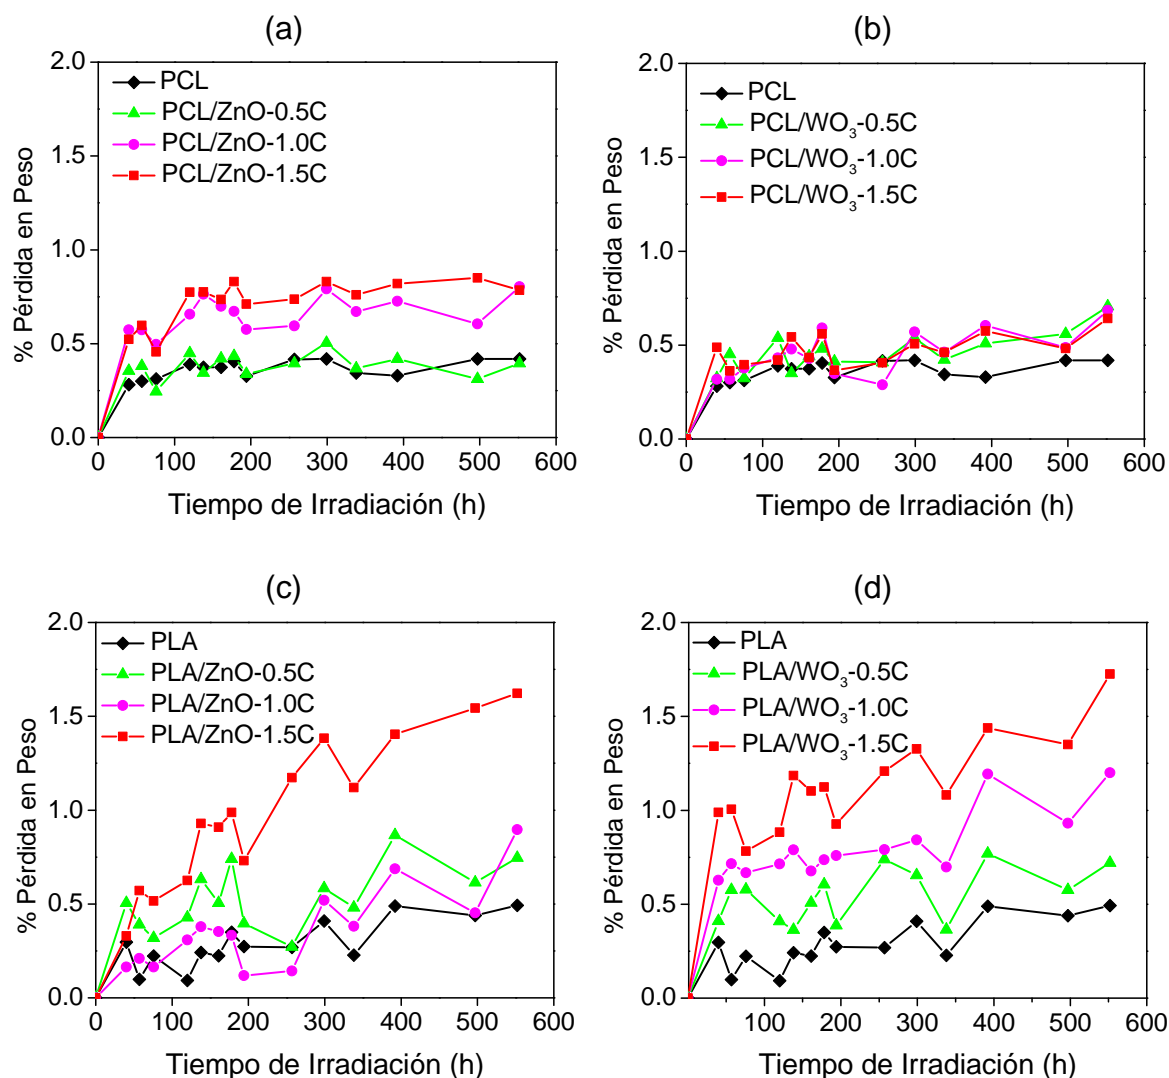 (a)
2.0
1.5
1.0
0.5
0.0
% Pérdida en Peso
PCL
PCL/ZnO-0.5C
PCL/ZnO-1.0C
PCL/ZnO-1.5C
0 100 200 300 400 500 600
Tiempo de Irradiación (h)
(b)
2.0
1.5
1.0
0.5
0.0
% Pérdida en Peso
PCL
PCL/WO₃-0.5C
PCL/WO₃-1.0C
PCL/WO₃-1.5C
0 100 200 300 400 500 600
Tiempo de Irradiación (h)
(c)
2.0
1.5
1.0
0.5
0.0
% Pérdida en Peso
PLA
PLA/ZnO-0.5C
PLA/ZnO-1.0C
PLA/ZnO-1.5C
0 100 200 300 400 500 600
Tiempo de Irradiación (h)
(d)
2.0
1.5
1.0
0.5
0.0
% Pérdida en Peso
PLA
PLA/WO₃-0.5C
PLA/WO₃-1.0C
PLA/WO₃-1.5C
100 200 300 400 500 600
Tiempo de Irradiación (h)